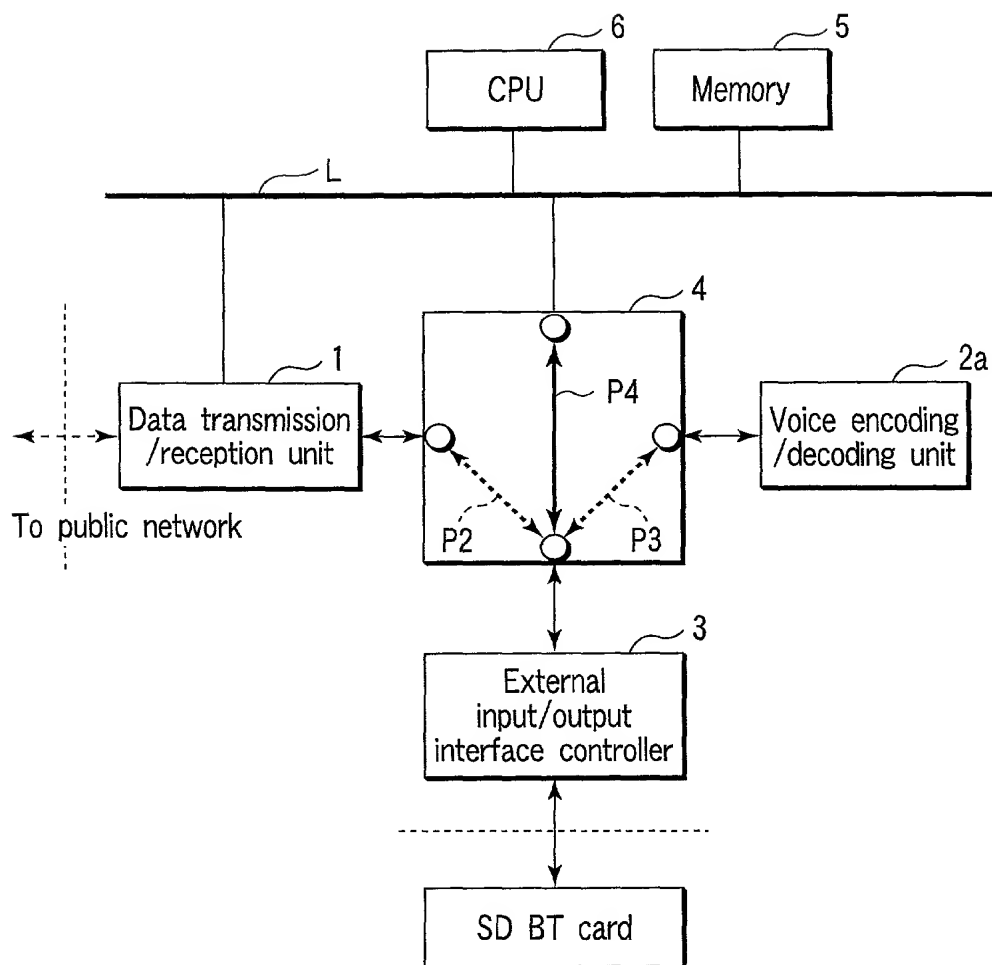 6
5
CPU
Memory
L
4
1
2a
Data transmission
/reception unit
P4
Voice encoding
/decoding unit
To public network
P2
P3
3
External
input/output
interface controller
SD BT card